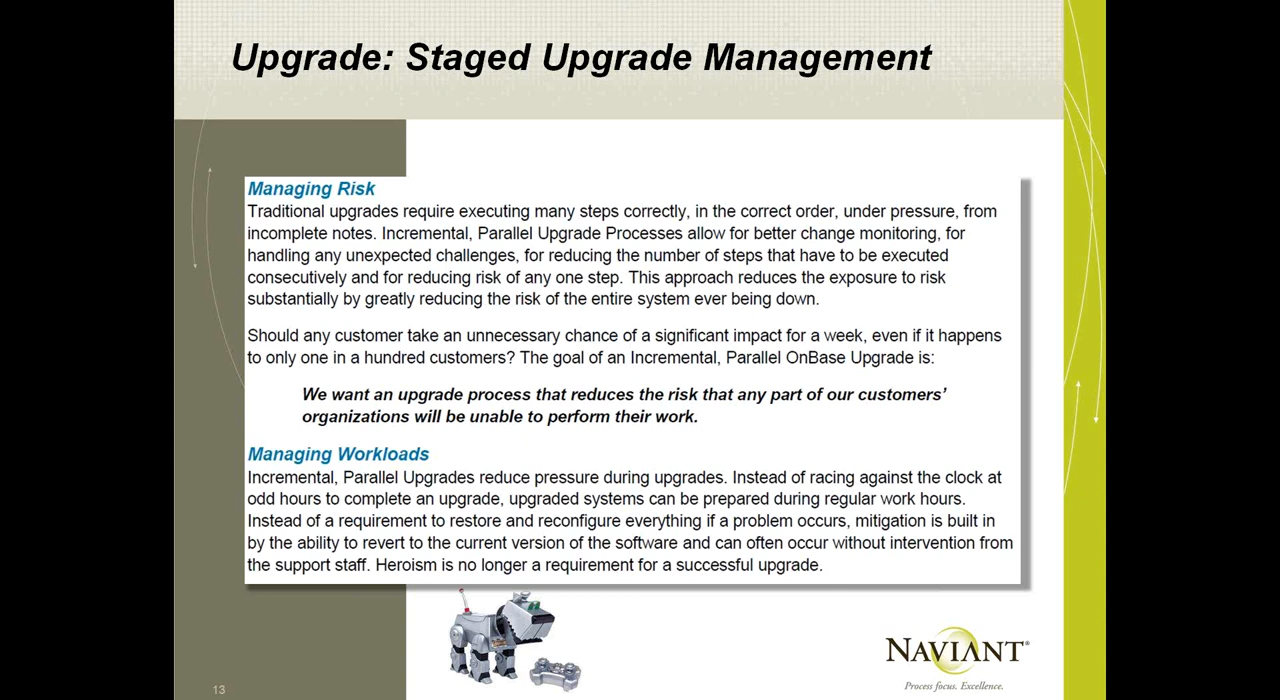 Upgrade: Staged Upgrade Management
Managing Risk
Traditional upgrades require executing many steps correctly, in the correct order, under pressure, from
incomplete notes. Incremental, Parallel Upgrade Processes allow for better change monitoring, for
handling any unexpected challenges, for reducing the number of steps that have to be executed
consecutively and for reducing risk of any one step. This approach reduces the exposure to risk
substantially by greatly reducing the risk of the entire system ever being down.
Should any customer take an unnecessary chance of a significant impact for a week, even if it happens
to only one in a hundred customers? The goal of an Incremental, Parallel OnBase Upgrade is:
We want an upgrade process that reduces the risk that any part of our customers’
organizations will be unable to perform their work.
Managing Workloads
Incremental, Parallel Upgrades reduce pressure during upgrades. Instead of racing against the clock at
odd hours to complete an upgrade, upgraded systems can be prepared during regular work hours.
Instead of a requirement to restore and reconfigure everything if a problem occurs, mitigation is built in
by the ability to revert to the current version of the software and can often occur without intervention from
the support staff. Heroism is no longer a requirement for a successful upgrade.
NAVIANT®
Process focus. Excellence.
13